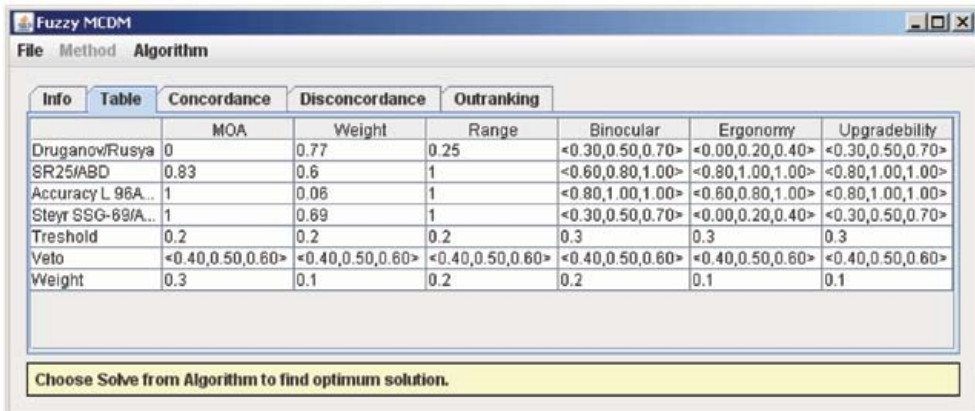 Fuzzy MCDM
File Method Algorithm
Info Table Concordance Disconcordance Outranking
MOA Weight Range Binocular Ergonomy Upgradebility
Druganov/Rusya 0 0.77 0.25 <0.30,0.50,0.70> <0.00,0.20,0.40> <0.30,0.50,0.70>
SR25/ABD 0.83 0.6 1 <0.60,0.80,1.00> <0.80,1.00,1.00> <0.80,1.00,1.00>
Accuracy L 96A... 1 0.06 1 <0.80,1.00,1.00> <0.60,0.80,1.00> <0.80,1.00,1.00>
Steyr SSG-69/A... 1 0.69 1 <0.30,0.50,0.70> <0.00,0.20,0.40> <0.30,0.50,0.70>
Treshold 0.2 0.2 0.2 0.3 0.3 0.3
Veto <0.40,0.50,0.60> <0.40,0.50,0.60> <0.40,0.50,0.60> <0.40,0.50,0.60> <0.40,0.50,0.60> <0.40,0.50,0.60>
Weight 0.3 0.1 0.2 0.2 0.1 0.1
Choose Solve from Algorithm to find optimum solution.